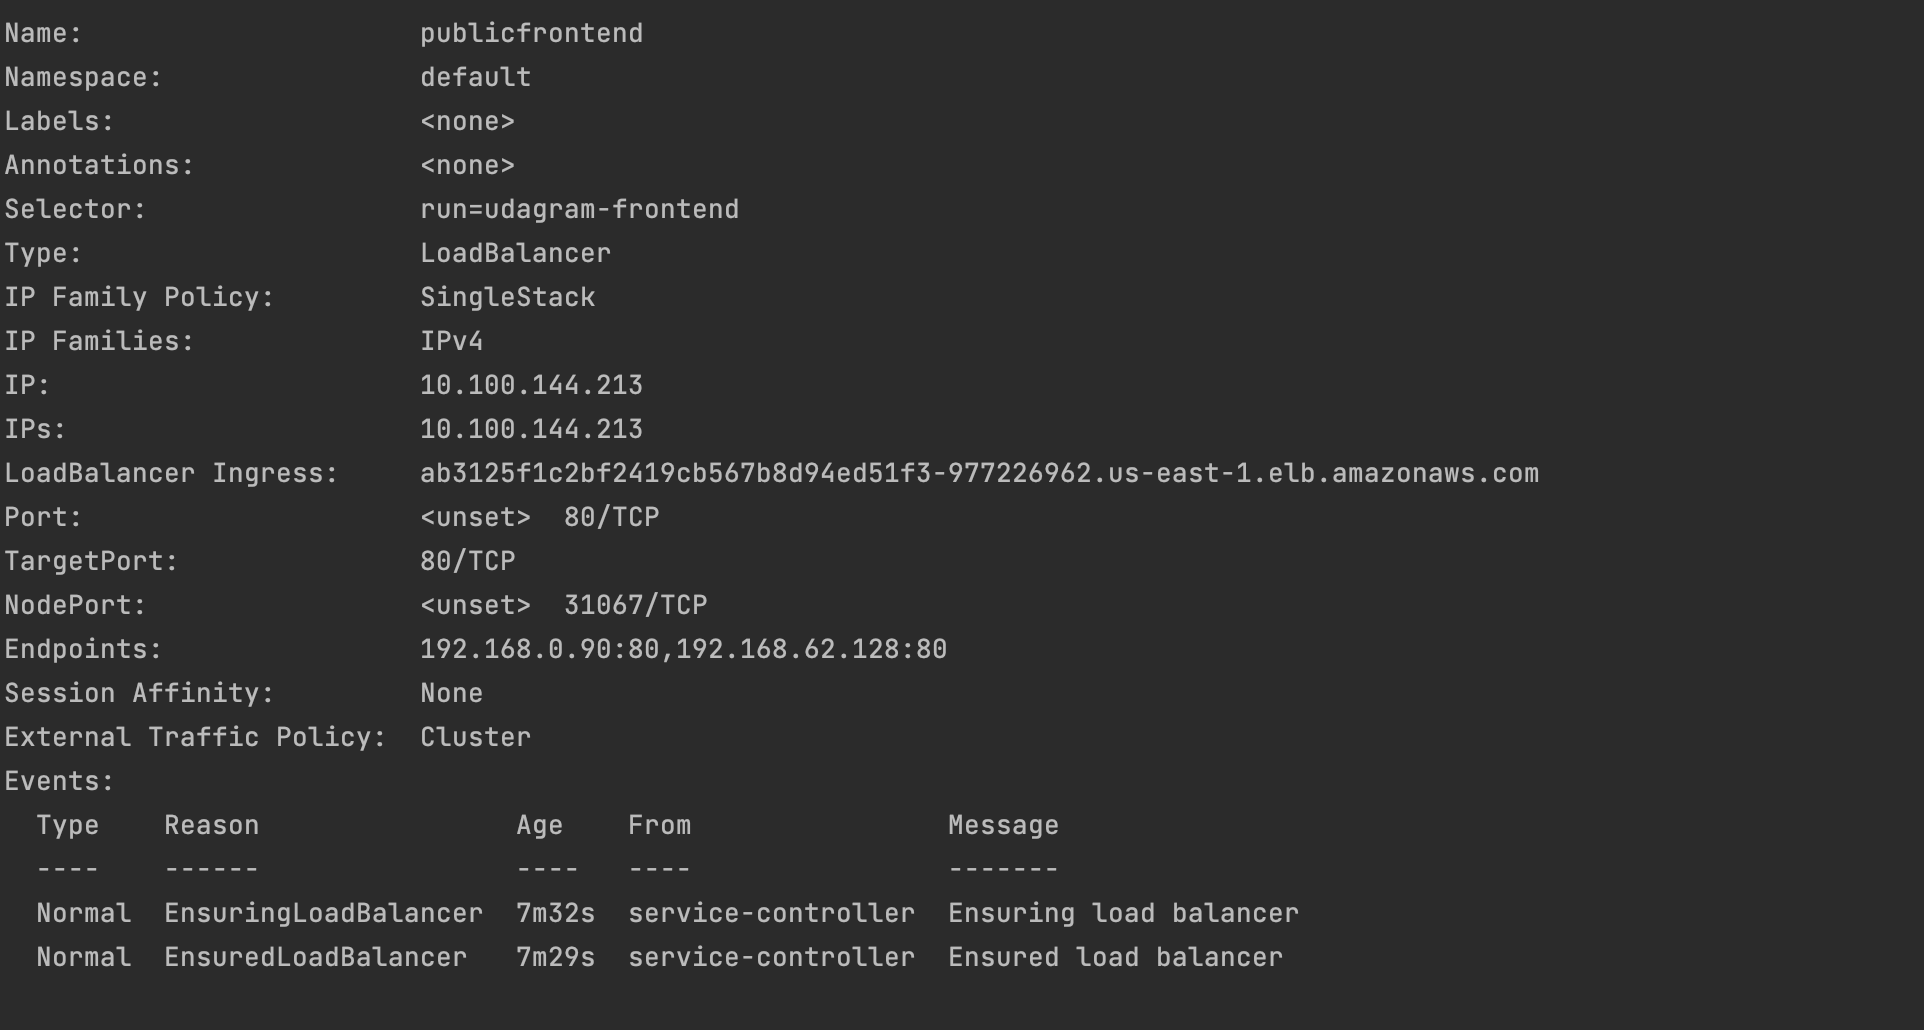 Name:                     publicfrontend
Namespace:                default
Labels:                   <none>
Annotations:              <none>
Selector:                 run=udagram-frontend
Type:                     LoadBalancer
IP Family Policy:         SingleStack
IP Families:              IPv4
IP:                       10.100.144.213
IPs:                      10.100.144.213
LoadBalancer Ingress:     ab3125f1c2bf2419cb567b8d94ed51f3-977226962.us-east-1.elb.amazonaws.com
Port:                     <unset>  80/TCP
TargetPort:               80/TCP
NodePort:                 <unset>  31067/TCP
Endpoints:                192.168.0.90:80,192.168.62.128:80
Session Affinity:         None
External Traffic Policy:  Cluster
Events:
  Type    Reason                Age    From                Message
  ----    ------                ----   ----                -------
  Normal  EnsuringLoadBalancer  7m32s  service-controller  Ensuring load balancer
  Normal  EnsuredLoadBalancer   7m29s  service-controller  Ensured load balancer